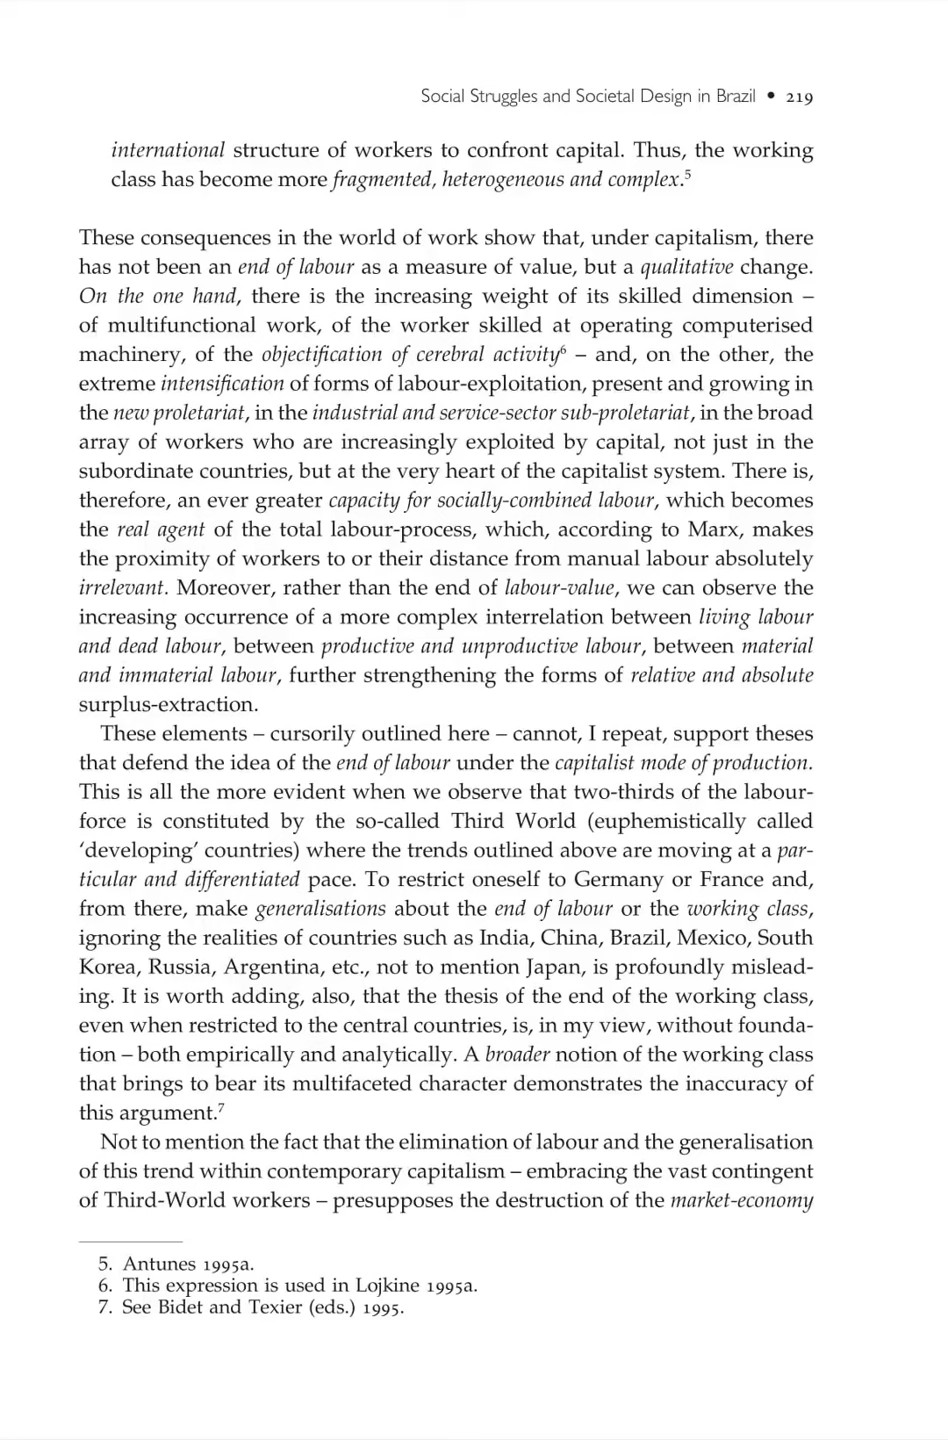 Social Struggles and Societal Design in Brazil • 219
international structure of workers to confront capital. Thus, the working
class has become more fragmented, heterogeneous and complex.5
These consequences in the world of work show that, under capitalism, there
has not been an end of labour as a measure of value, but a qualitative change.
On the one hand, there is the increasing weight of its skilled dimension –
of multifunctional work, of the worker skilled at operating computerised
machinery, of the objectification of cerebral activity6 – and, on the other, the
extreme intensification of forms of labour-exploitation, present and growing in
the new proletariat, in the industrial and service-sector sub-proletariat, in the broad
array of workers who are increasingly exploited by capital, not just in the
subordinate countries, but at the very heart of the capitalist system. There is,
therefore, an ever greater capacity for socially-combined labour, which becomes
the real agent of the total labour-process, which, according to Marx, makes
the proximity of workers to or their distance from manual labour absolutely
irrelevant. Moreover, rather than the end of labour-value, we can observe the
increasing occurrence of a more complex interrelation between living labour
and dead labour, between productive and unproductive labour, between material
and immaterial labour, further strengthening the forms of relative and absolute
surplus-extraction.
These elements – cursorily outlined here – cannot, I repeat, support theses
that defend the idea of the end of labour under the capitalist mode of production.
This is all the more evident when we observe that two-thirds of the labour-
force is constituted by the so-called Third World (euphemistically called
‘developing’ countries) where the trends outlined above are moving at a par-
ticular and differentiated pace. To restrict oneself to Germany or France and,
from there, make generalisations about the end of labour or the working class,
ignoring the realities of countries such as India, China, Brazil, Mexico, South
Korea, Russia, Argentina, etc., not to mention Japan, is profoundly mislead-
ing. It is worth adding, also, that the thesis of the end of the working class,
even when restricted to the central countries, is, in my view, without founda-
tion – both empirically and analytically. A broader notion of the working class
that brings to bear its multifaceted character demonstrates the inaccuracy of
this argument.7
Not to mention the fact that the elimination of labour and the generalisation
of this trend within contemporary capitalism – embracing the vast contingent
of Third-World workers – presupposes the destruction of the market-economy
5. Antunes 1995a.
6. This expression is used in Lojkine 1995a.
7. See Bidet and Texier (eds.) 1995.